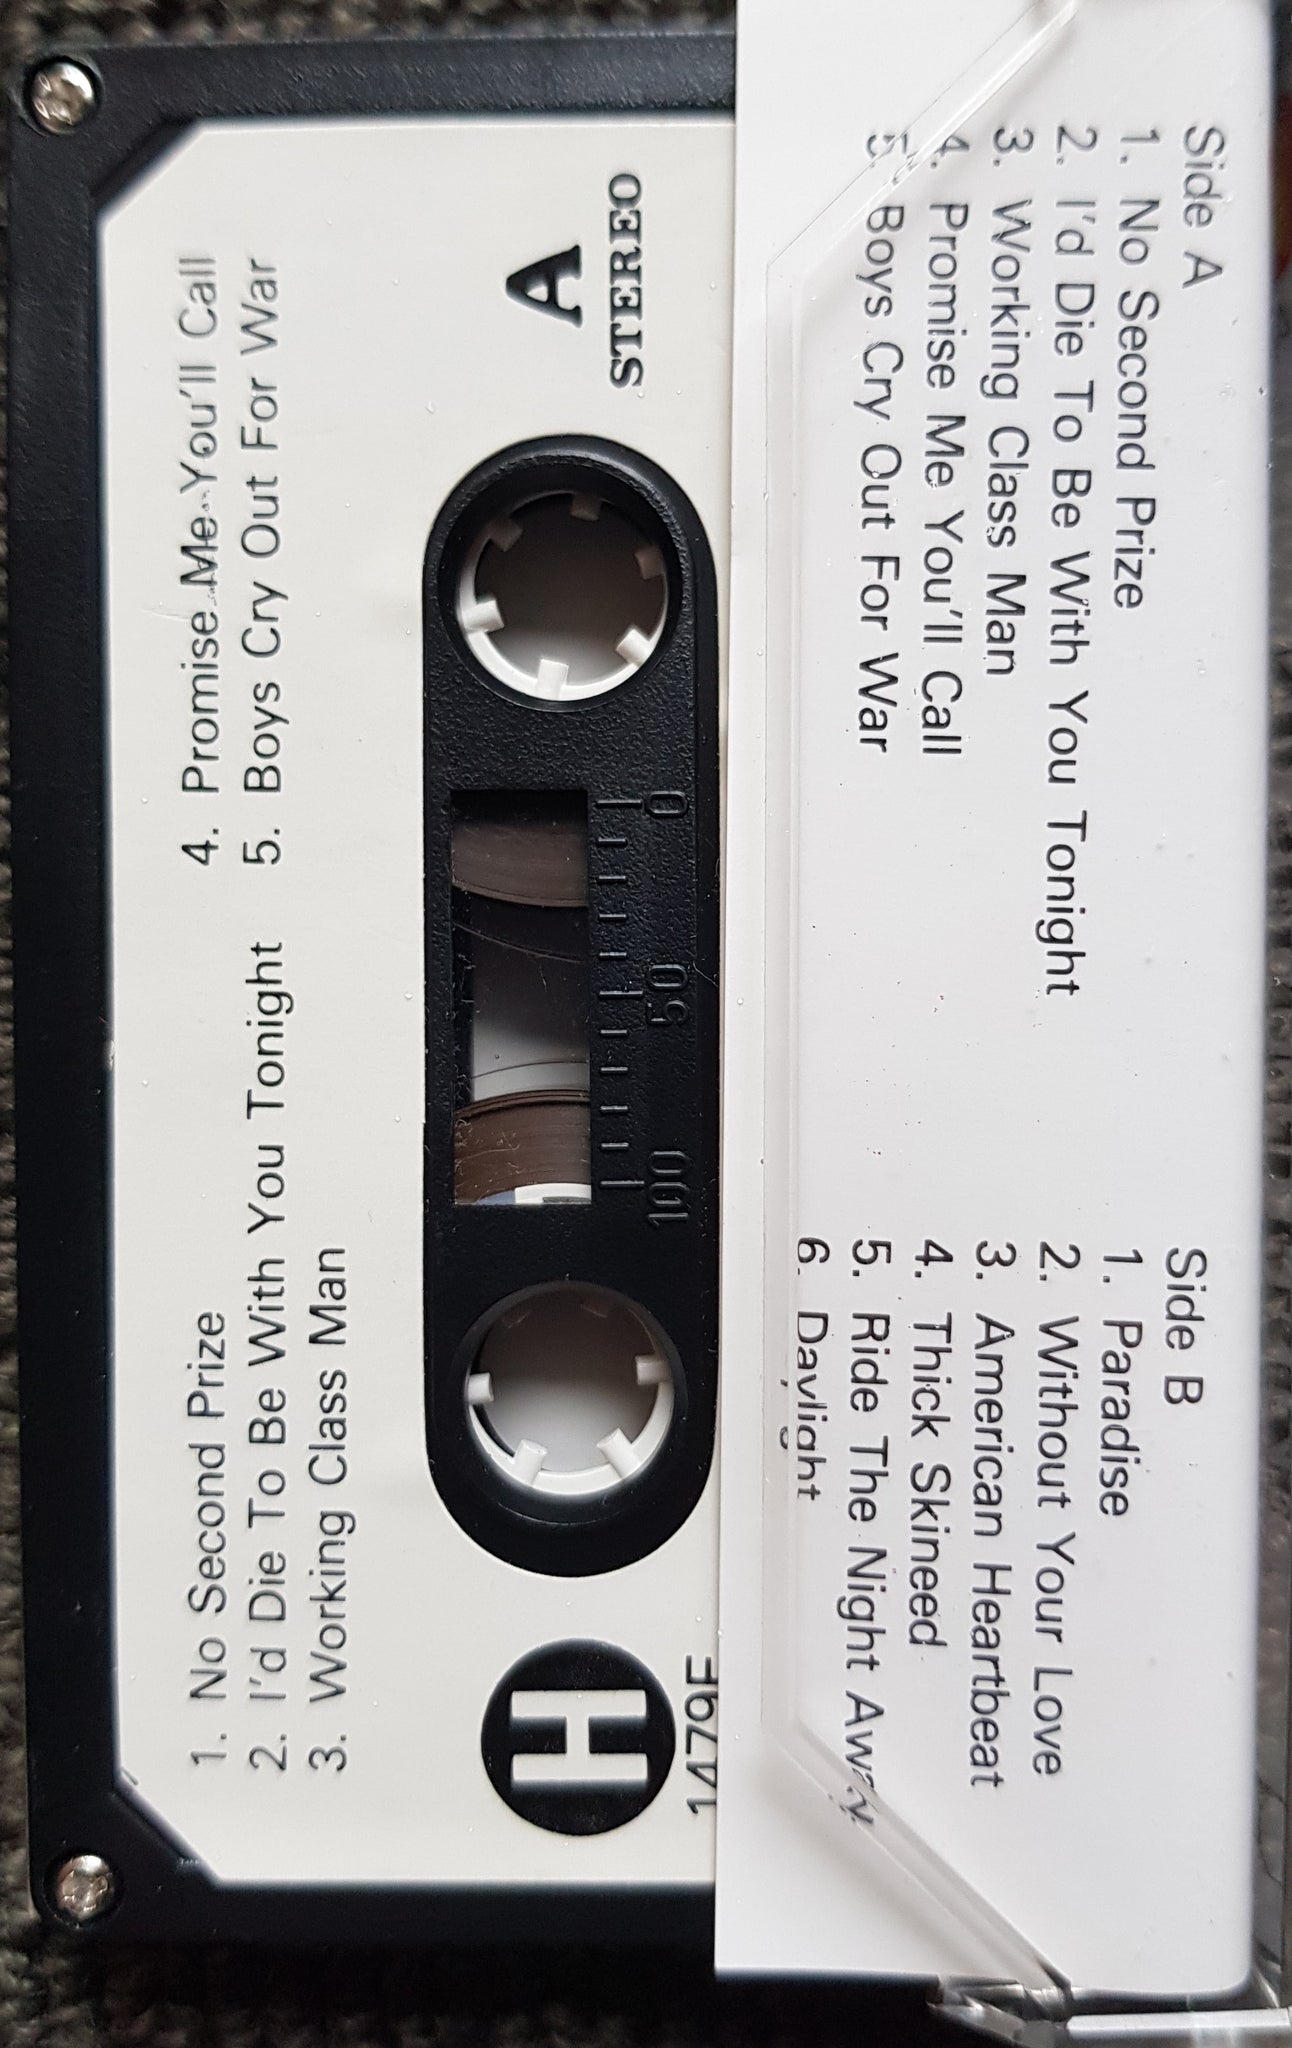 Side A
1. No Second Prize
2. I'd Die To Be With You Tonight
3. Working Class Man
4. Promise Me You'll Call
5. Boys Cry Out For War
Side B
1. Paradise
2. Without Your Love
3. American Heartbeat
4. Thick Skineed
5. Ride The Night Away
6. Daylight
STEREO
A
0
50
100
H
1. No Second Prize
2. I'd Die To Be With You Tonight
3. Working Class Man
4. Promise Me You'll Call
5. Boys Cry Out For War